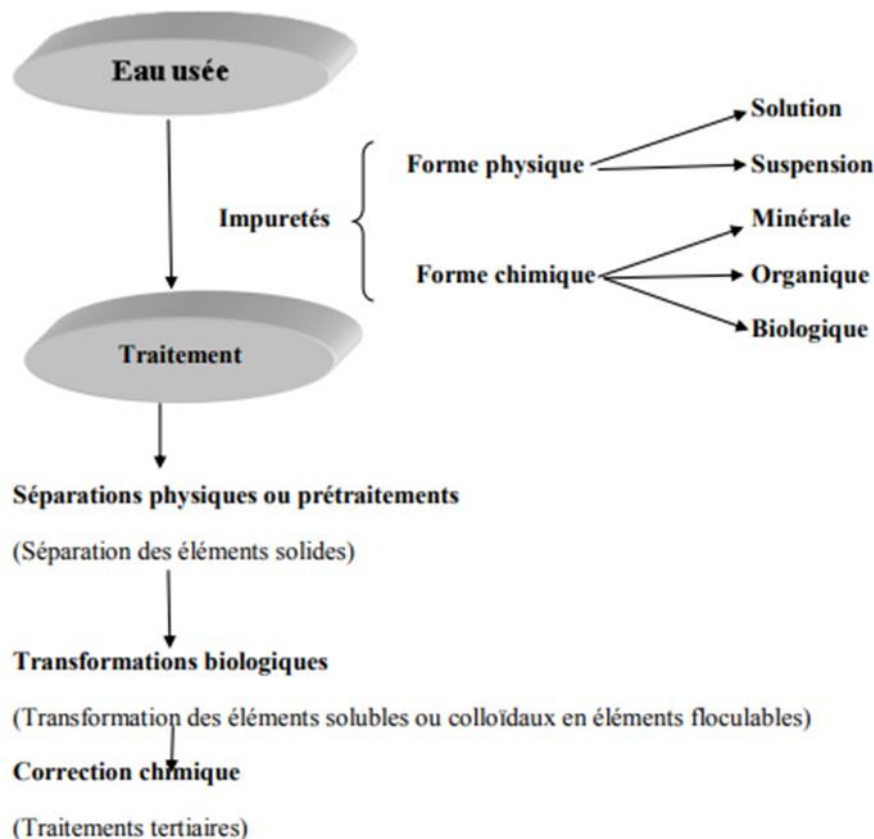 Eau usée
Solution
Forme physique
Suspension
Impuretés
Minérale
Forme chimique
Organique
Biologique
Traitement
Séparations physiques ou prétraitements
(Séparation des éléments solides)
Transformations biologiques
(Transformation des éléments solubles ou colloïdaux en éléments floculables)
Correction chimique
(Traitements tertiaires)